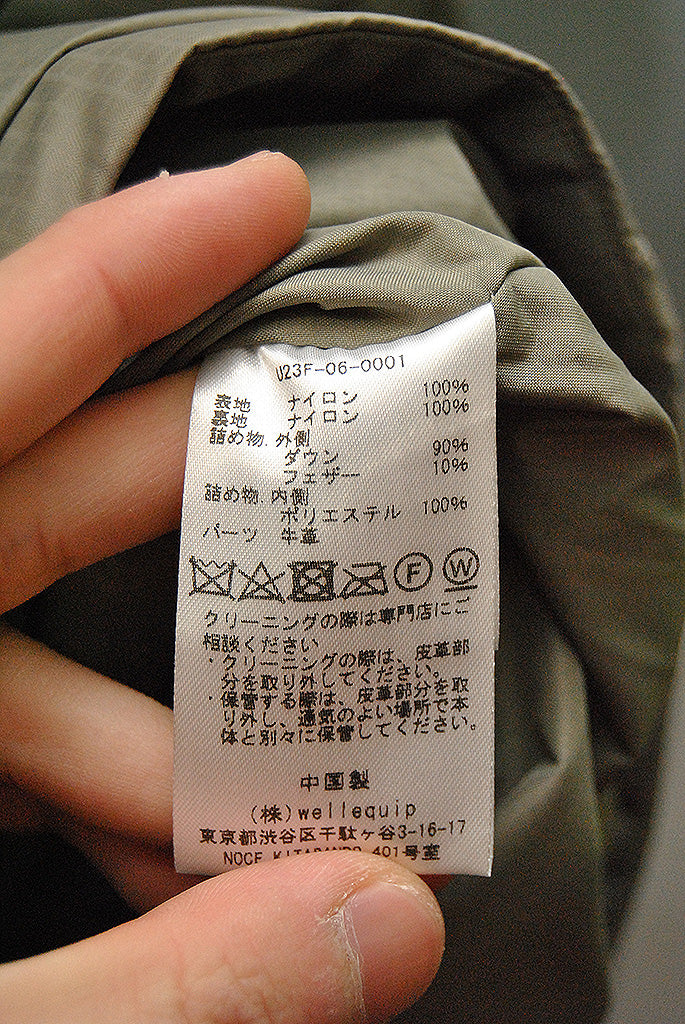 U23F-06-0001
表地 ナイロン 100%
裏地 ナイロン 100%
詰め物.外側
ダウン 90%
フェザー 10%
詰め物.内側
ポリエステル 100%
パーツ 牛革
F W
クリーニングの際は専門店にご
相談ください
・クリーニングの際は、皮革部
分を取り外してください。
・保管する際は、皮革部分を取
り外し、通気のよい場所で本
体と別々に保管してください。
中国製
(株)wellequip
東京都渋谷区千駄ヶ谷3-16-17
NOCE 401号室